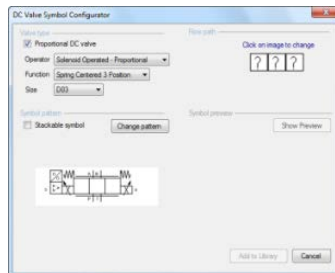 DC Valve Symbol Configurator
Valve type
Flow path
Proportional DC valve
Click on image to change
Operator Solenoid Operated - Proportional
? ? ?
Function Spring Centered 3-Position
Size D03
Symbol pattern
Symbol preview
Stackable symbol Change pattern
Show Preview
Add to Library Cancel